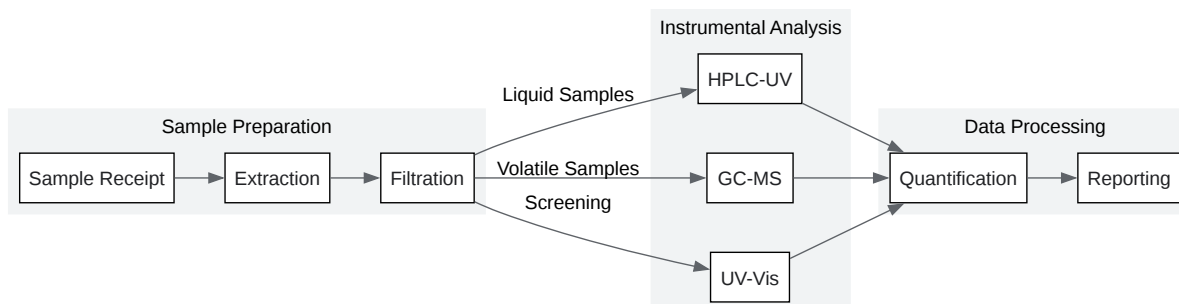 Instrumental Analysis
HPLC-UV
Liquid Samples
Sample Preparation
Data Processing
Sample Receipt
Extraction
Filtration
Volatile Samples
GC-MS
Quantification
Reporting
Screening
UV-Vis